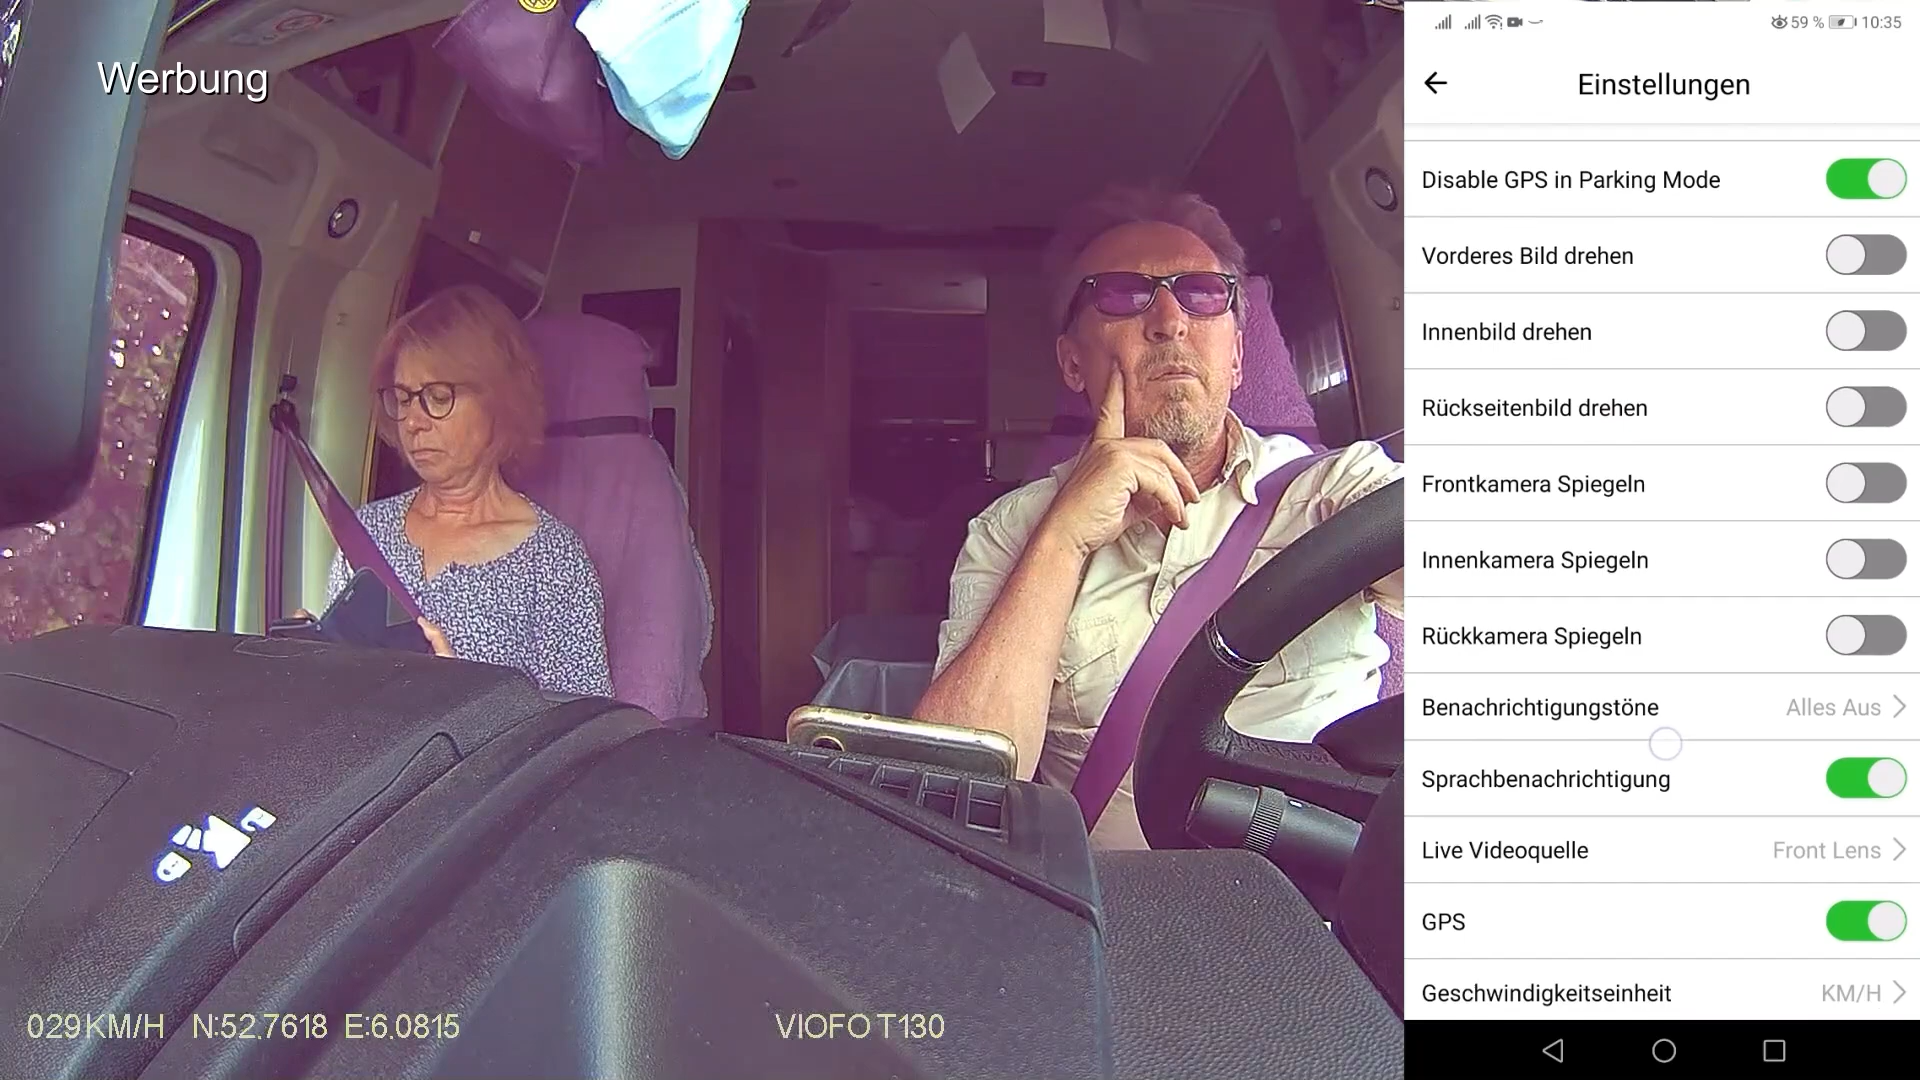 Werbung
029KM/H N:52.7618 E:6.0815
VIOFO T130
59 % 10:35
Einstellungen
Disable GPS in Parking Mode
Vorderes Bild drehen
Innenbild drehen
Rückseitenbild drehen
Frontkamera Spiegeln
Innenkamera Spiegeln
Rückkamera Spiegeln
Benachrichtigungstöne Alles Aus
Sprachbenachrichtigung
Live Videoquelle Front Lens
GPS
Geschwindigkeitseinheit KM/H